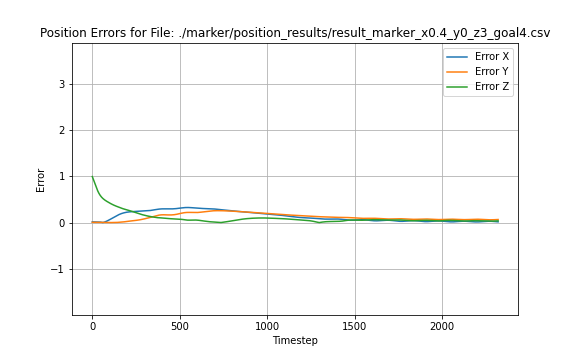 Position Errors for File: ./marker/position_results/result_marker_x0.4_y0_z3_goal4.csv
Error X
Error Y
Error Z
3
2
1
0
−1
Error
0 500 1000 1500 2000
Timestep